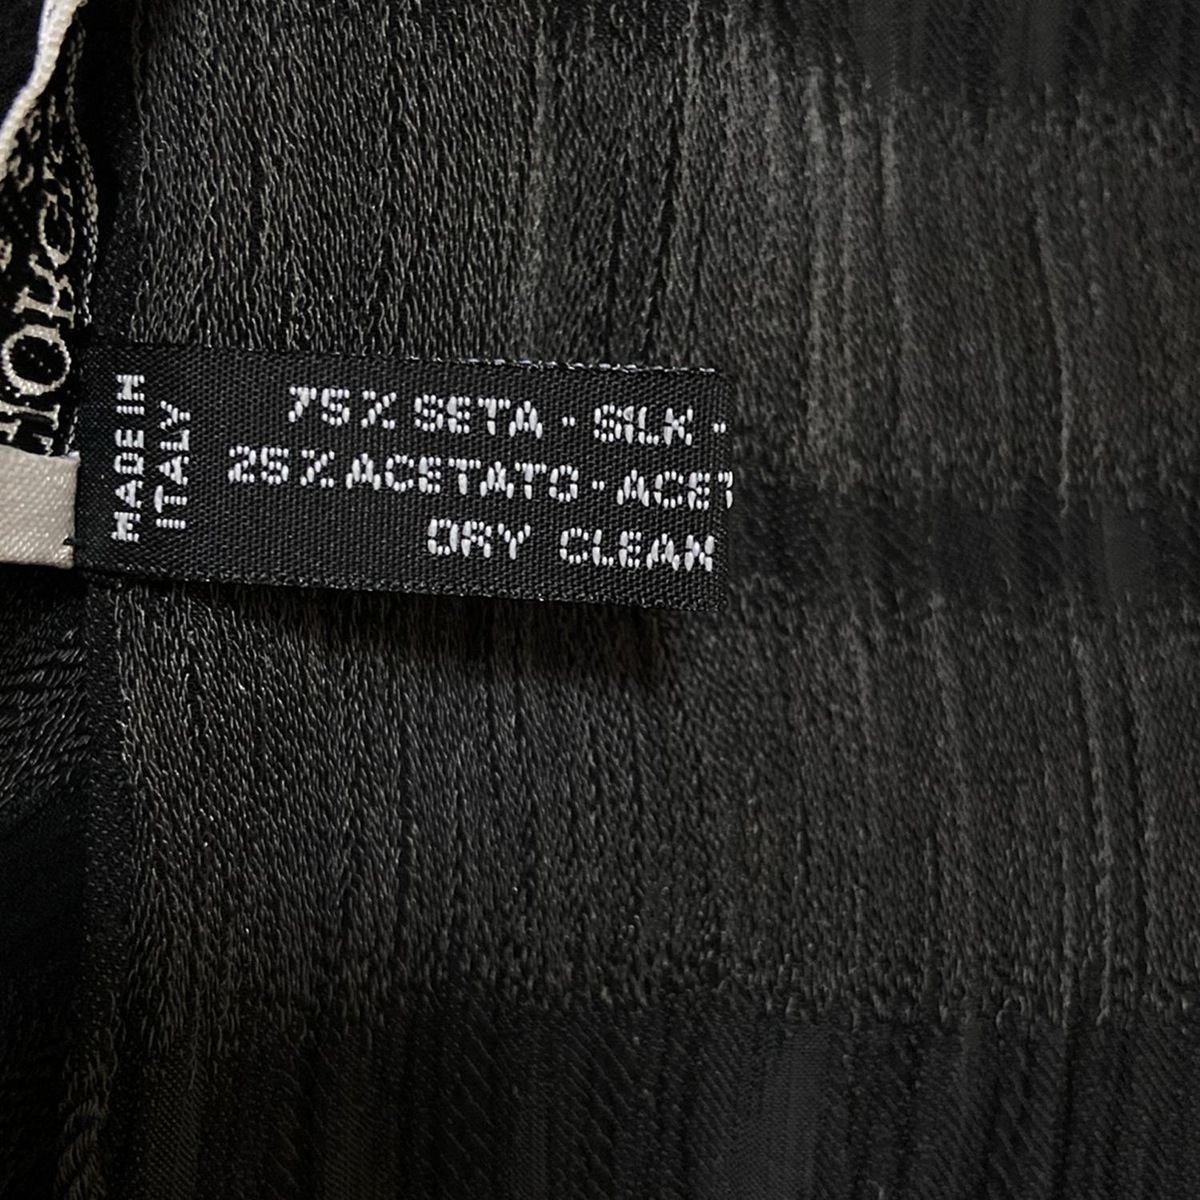 MADE IN
ITALY
75% SETA - SILK -
25% ACETATO - ACET
DRY CLEAN